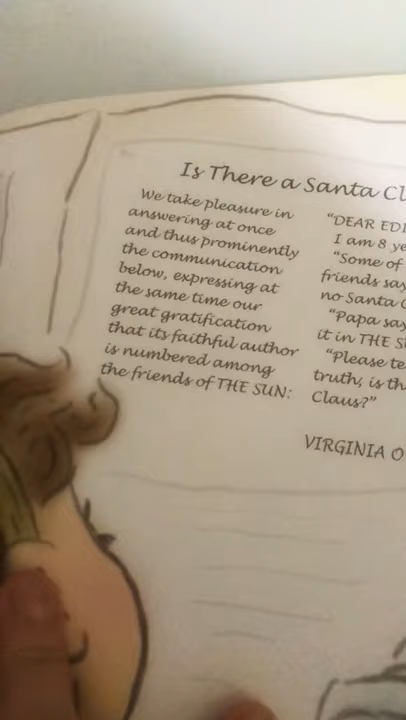 Is There a Santa Cl
We take pleasure in
answering at once
and thus prominently
the communication
below, expressing at
the same time our
great gratification
that its faithful author
is numbered among
the friends of THE SUN:
"DEAR EDI
I am 8 ye
"Some of
friends say
no Santa C
"Papa say
it in THE S
"Please te
truth, is th
Claus?"
VIRGINIA O